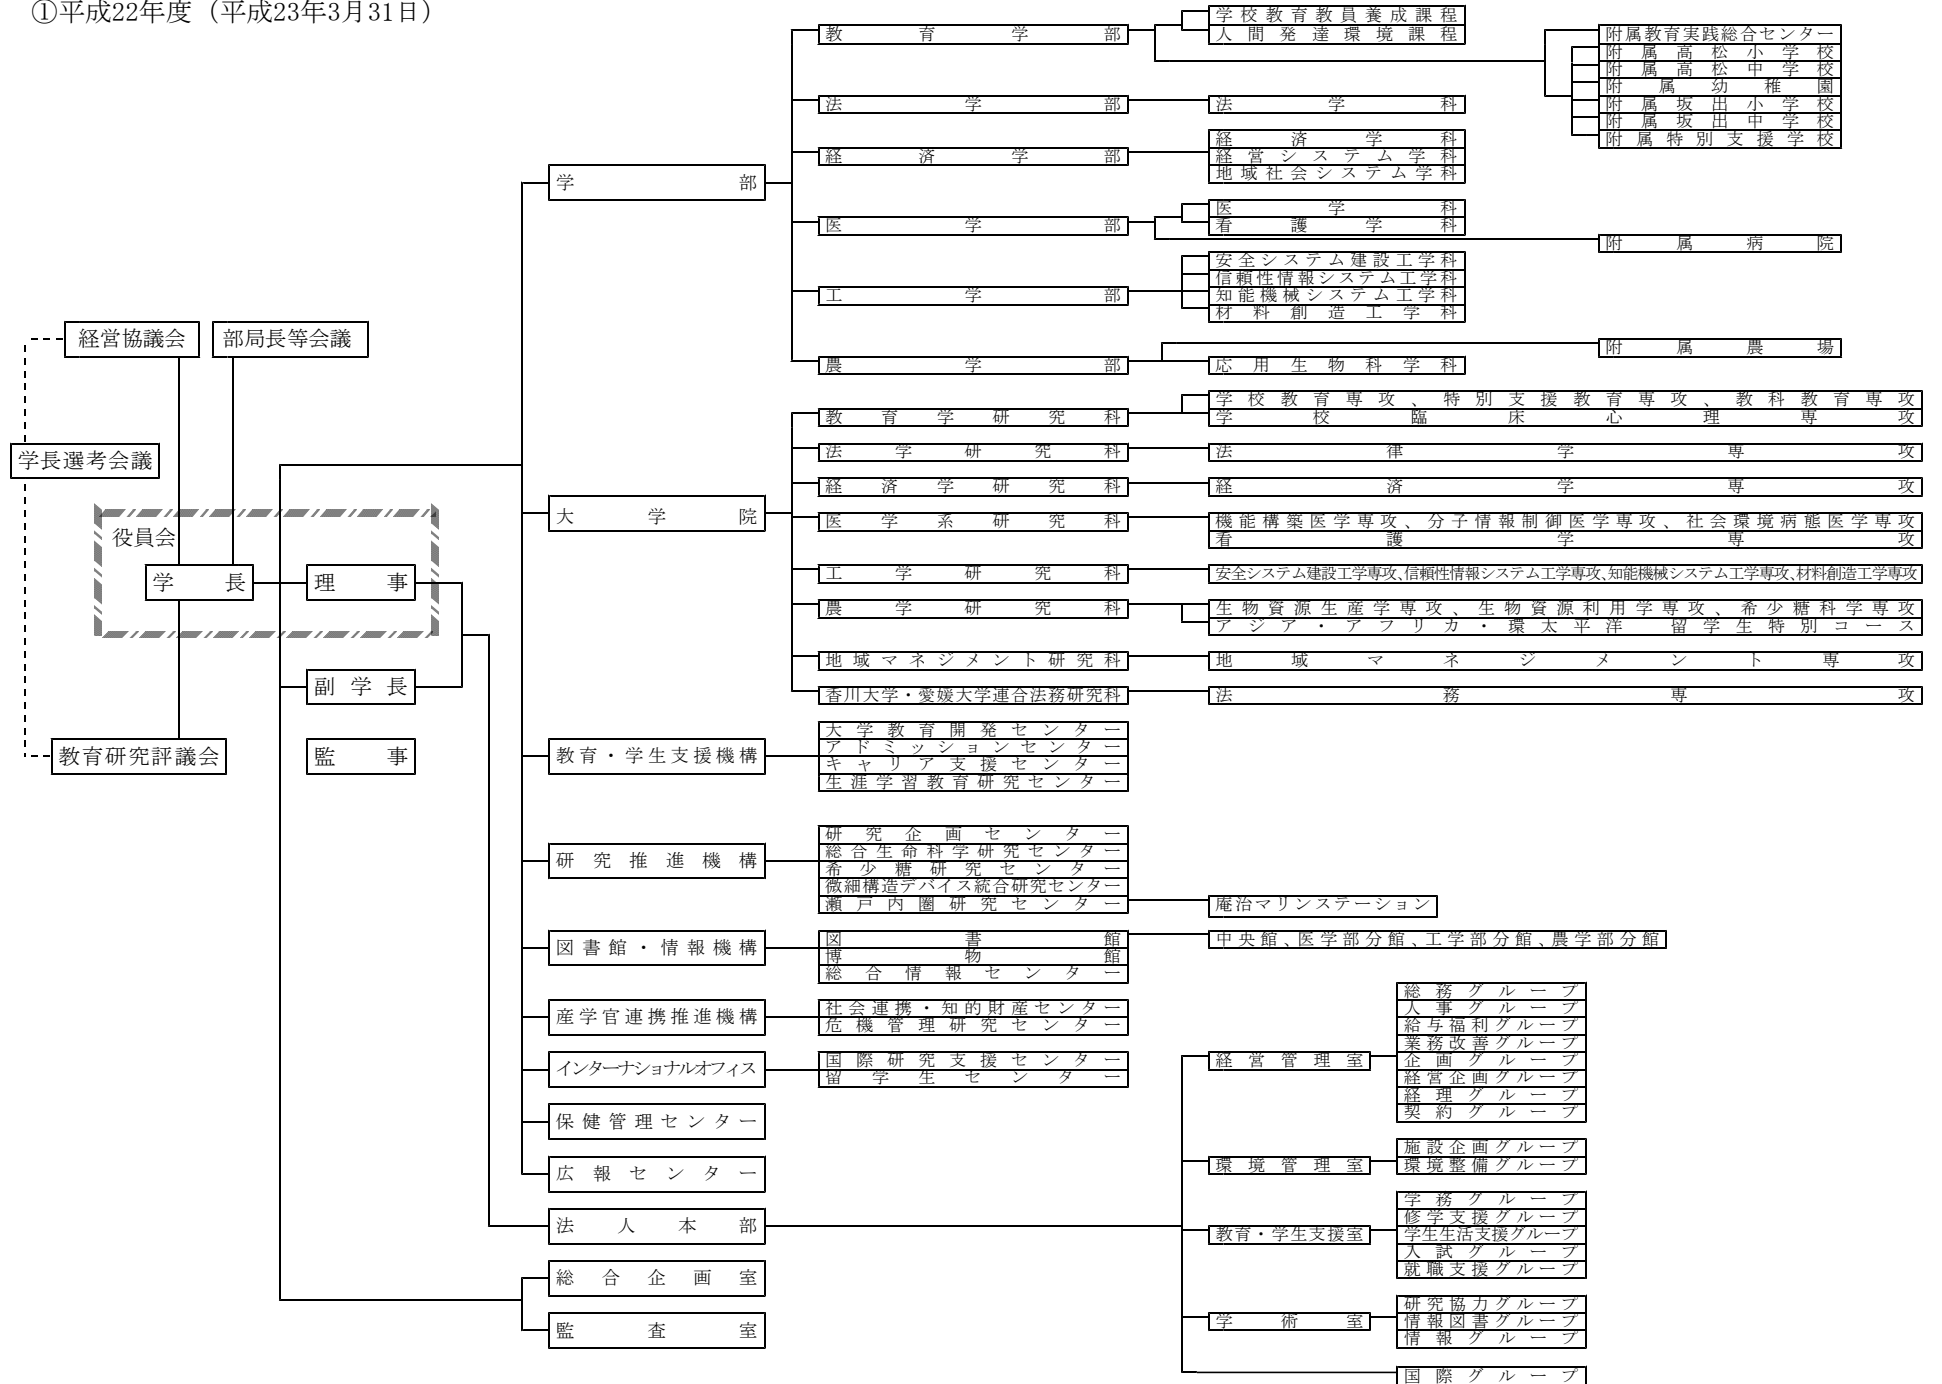 ①平成22年度（平成23年3月31日）
経営協議会
部局長等会議
学長選考会議
役員会
学長
理事
副学長
監事
教育研究評議会
学部
教育学部
学校教育教員養成課程
人間発達環境課程
附属教育実践総合センター
附属高松小学校
附属高松中学校
附属幼稚園
附属坂出小学校
附属坂出中学校
附属特別支援学校
法学部
法学科
経済学部
経済学科
経営システム学科
地域社会システム学科
医学部
医学科
看護学科
附属病院
工学部
安全システム建設工学科
信頼性情報システム工学科
知能機械システム工学科
材料創造工学科
農学部
応用生物科学科
附属農場
大学院
教育学研究科
学校教育専攻、特別支援教育専攻、教科教育専攻
学校臨床心理専攻
法学研究科
法律学専攻
経済学研究科
経済学専攻
医学系研究科
機能構築医学専攻、分子情報制御医学専攻、社会環境病態医学専攻
看護学専攻
工学研究科
安全システム建設工学専攻、信頼性情報システム工学専攻、知能機械システム工学専攻、材料創造工学専攻
農学研究科
生物資源生産学専攻、生物資源利用学専攻、希少糖科学専攻
アジア・アフリカ・環太平洋　留学生特別コース
地域マネジメント研究科
地域マネジメント専攻
香川大学・愛媛大学連合法務研究科
法務専攻
教育・学生支援機構
大学教育開発センター
アドミッションセンター
キャリア支援センター
生涯学習教育研究センター
研究推進機構
研究企画センター
総合生命科学研究センター
希少糖研究センター
微細構造デバイス統合研究センター
瀬戸内圏研究センター
庵治マリンステーション
図書館・情報機構
図書館
中央館、医学部分館、工学部分館、農学部分館
博物館
総合情報センター
産学官連携推進機構
社会連携・知的財産センター
危機管理研究センター
インターナショナルオフィス
国際研究支援センター
留学生センター
保健管理センター
広報センター
法人本部
経営管理室
総務グループ
人事グループ
給与福利グループ
業務改善グループ
企画グループ
経営企画グループ
経理グループ
契約グループ
環境管理室
施設企画グループ
環境整備グループ
教育・学生支援室
学務グループ
修学支援グループ
学生生活支援グループ
入試グループ
就職支援グループ
学術室
研究協力グループ
情報図書グループ
情報グループ
国際グループ
総合企画室
監査室